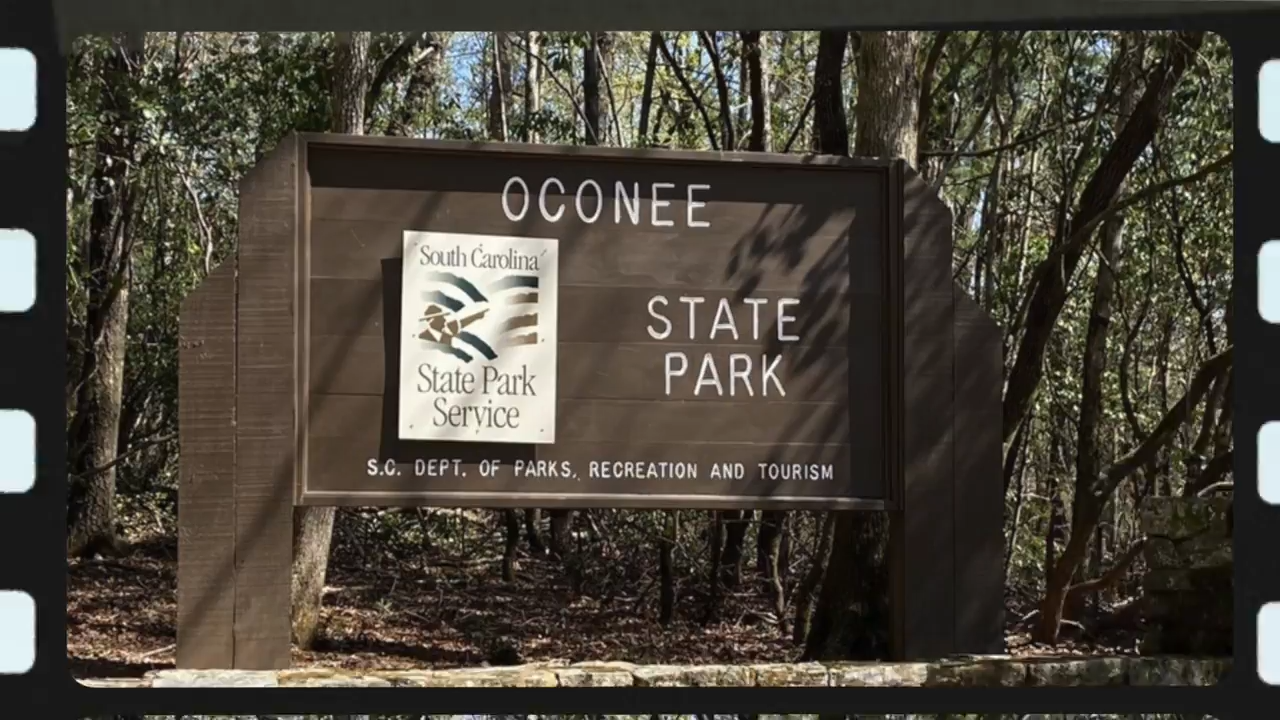 OCONEE
South Carolina
State Park
Service
STATE
PARK
S.C. DEPT. OF PARKS, RECREATION AND TOURISM